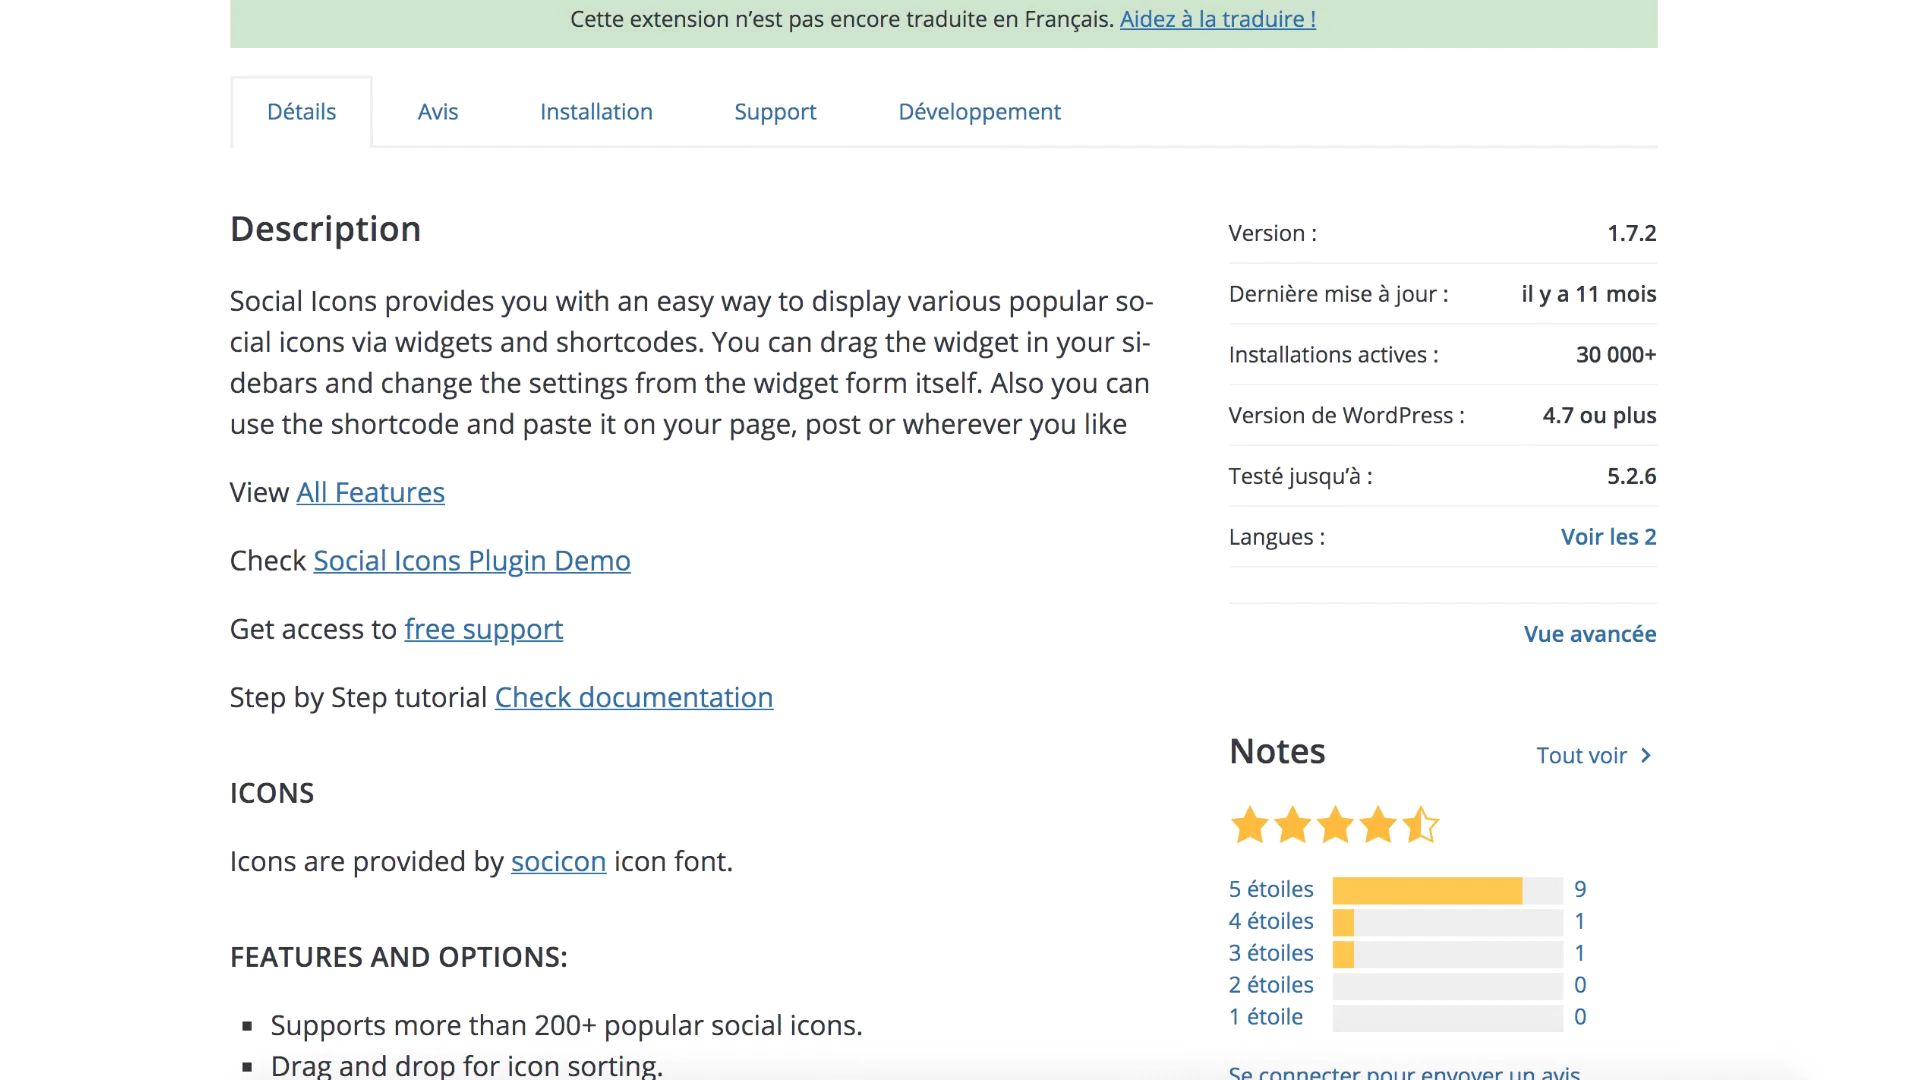 Cette extension n’est pas encore traduite en Français. Aidez à la traduire !
Détails
Avis
Installation
Support
Développement
Description
Social Icons provides you with an easy way to display various popular so-
cial icons via widgets and shortcodes. You can drag the widget in your si-
debars and change the settings from the widget form itself. Also you can
use the shortcode and paste it on your page, post or wherever you like
View All Features
Check Social Icons Plugin Demo
Get access to free support
Step by Step tutorial Check documentation
ICONS
Icons are provided by socicon icon font.
FEATURES AND OPTIONS:
▪ Supports more than 200+ popular social icons.
▪ Drag and drop for icon sorting.
Version : 1.7.2
Dernière mise à jour : il y a 11 mois
Installations actives : 30 000+
Version de WordPress : 4.7 ou plus
Testé jusqu’à : 5.2.6
Langues : Voir les 2
Vue avancée
Notes
Tout voir
5 étoiles 9
4 étoiles 1
3 étoiles 1
2 étoiles 0
1 étoile 0
Se connecter pour envoyer un avis